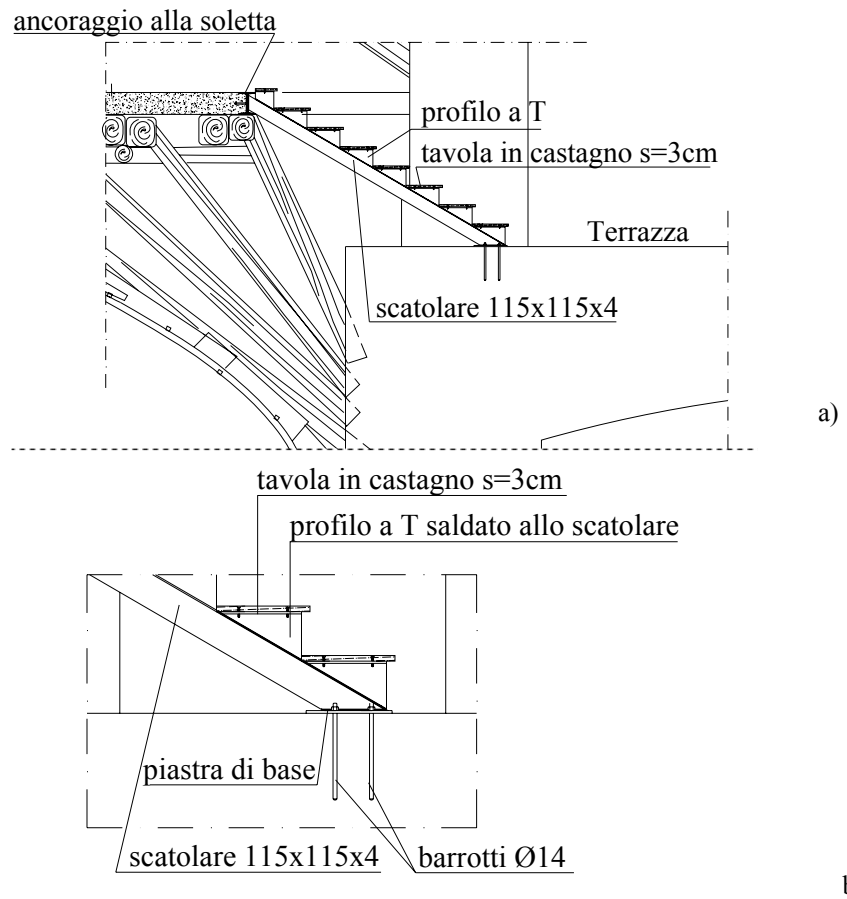 ancoraggio alla soletta
profilo a T
tavola in castagno s=3cm
Terrazza
scatolare 115x115x4
a)
tavola in castagno s=3cm
profilo a T saldato allo scatolare
piastra di base
scatolare 115x115x4
barrotti Ø14
b